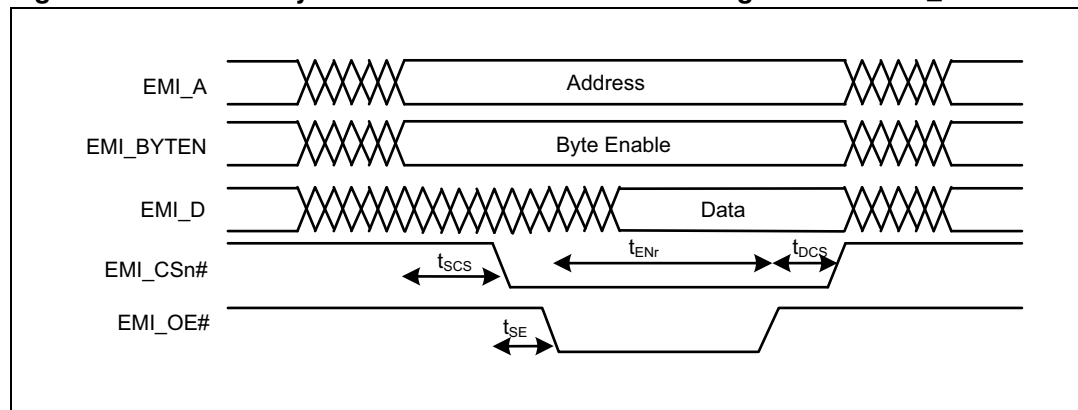 EMI_A
Address
EMI_BYTEN
Byte Enable
EMI_D
Data
EMI_CSn#
tSCS
tENr
tDCS
EMI_OE#
tSE